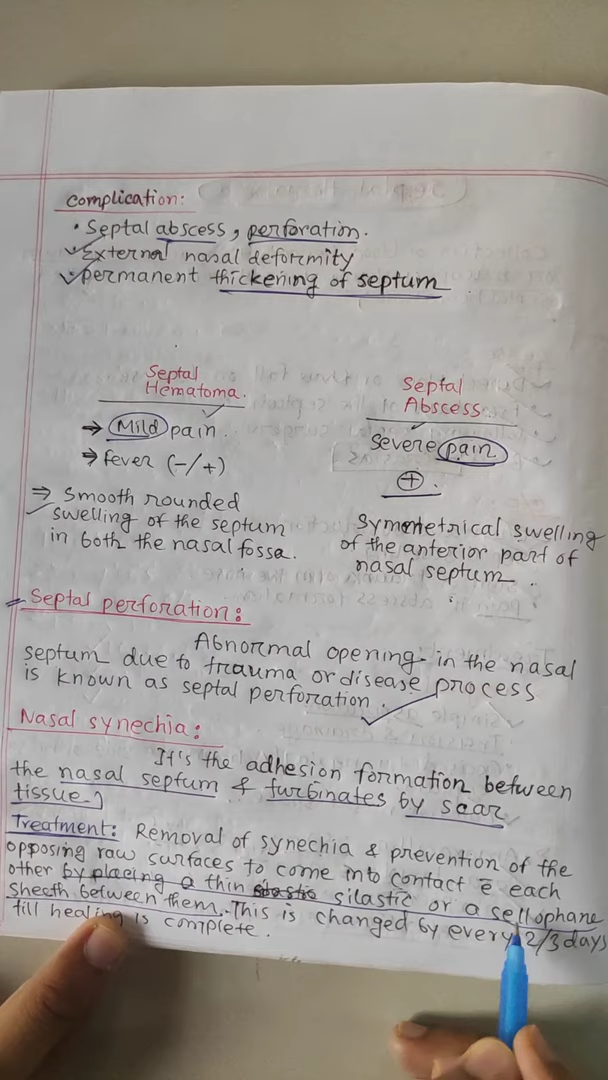 Complication:
• Septal abscess, perforation.
External nasal deformity
permanent thickening of septum
Septal
Hematoma.
→ Mild pain.
→ fever (-/+)
⇒ Smooth rounded
swelling of the septum
in both the nasal fossa.
Septal
Abscess.
Severe pain
+
Symmetrical swelling
of the anterior part of
nasal septum.
Septal perforation:
Abnormal opening in the nasal
septum due to trauma or disease process
is known as septal perforation.
Nasal synechia:
It's the adhesion formation between
the nasal septum & turbinates by scar
tissue
Treatment: Removal of synechia & prevention of the
opposing raw surfaces to come into contact c̄ each
other by placing a thin silastic or a sellophane
sheath between them. This is changed by every 2/3 days
till healing is complete.